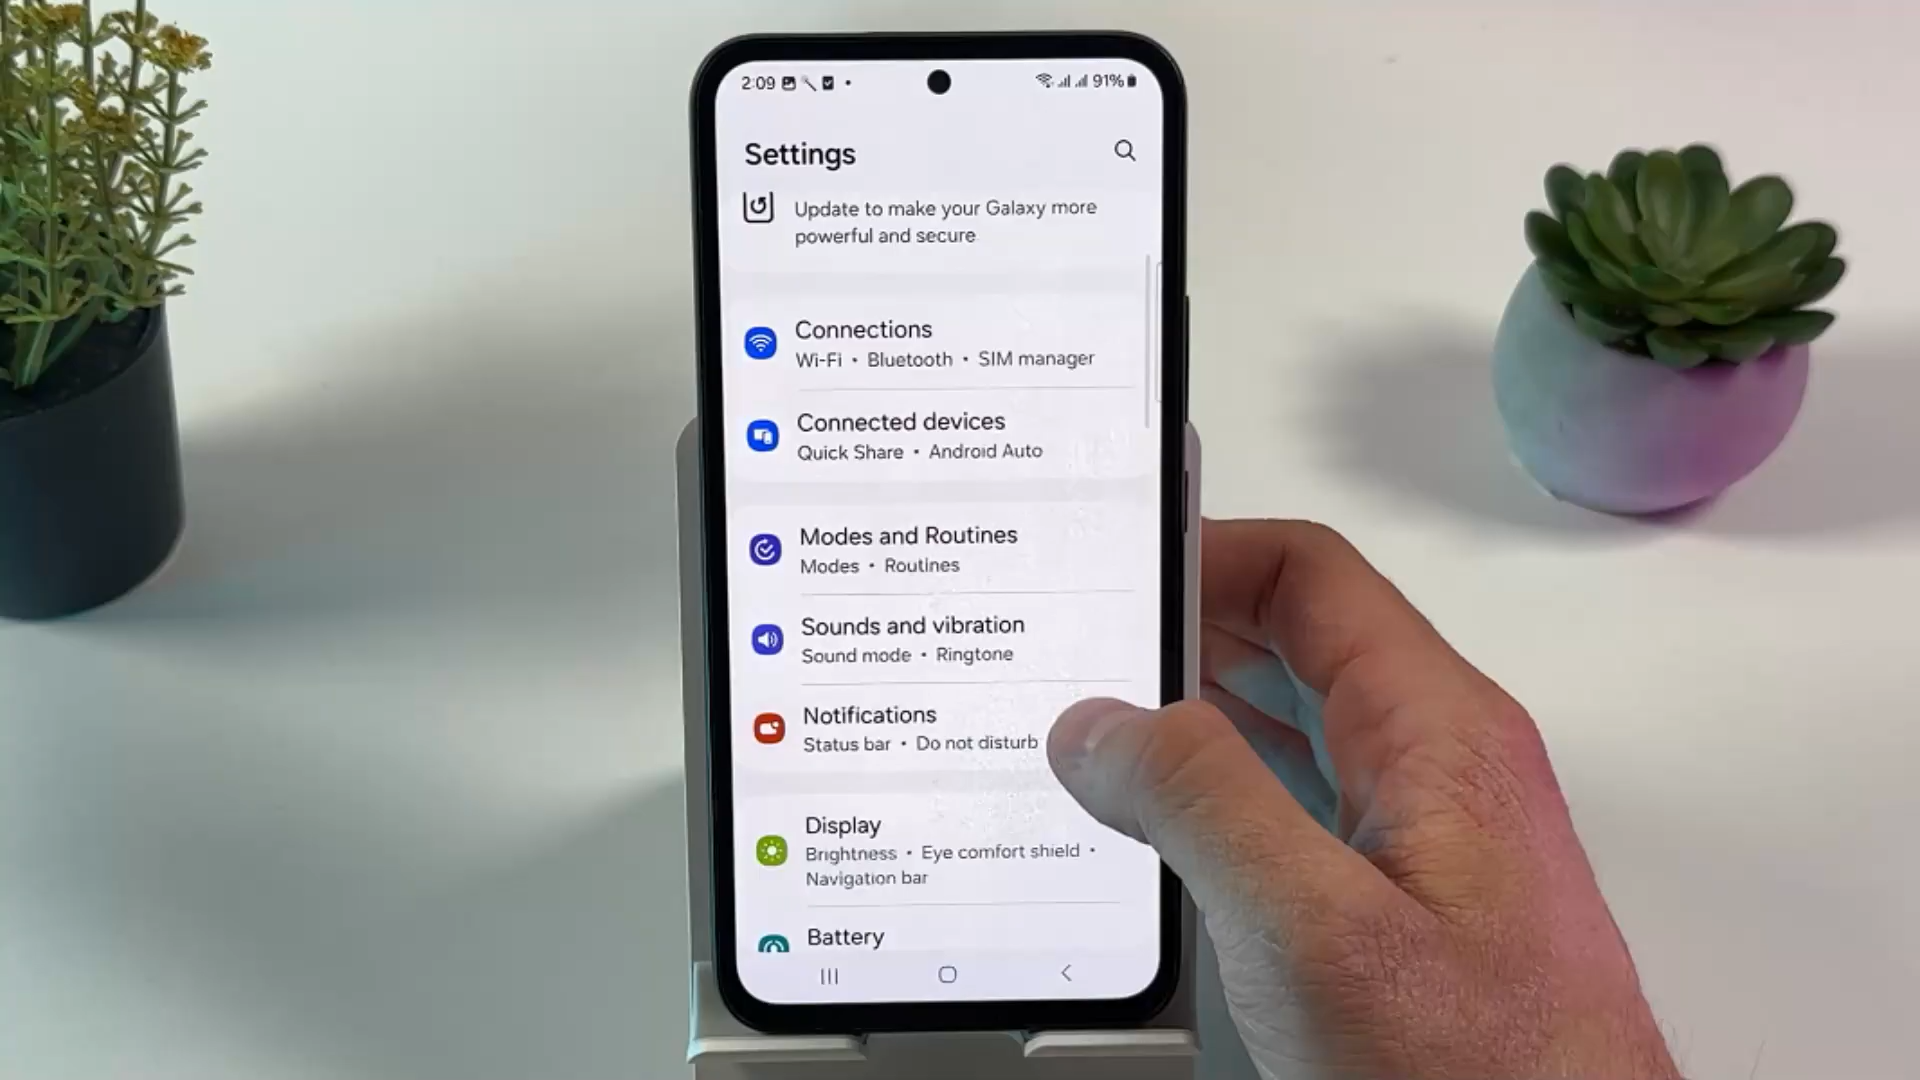 2:09
91%
Settings
Update to make your Galaxy more
powerful and secure
Connections
Wi-Fi • Bluetooth • SIM manager
Connected devices
Quick Share • Android Auto
Modes and Routines
Modes • Routines
Sounds and vibration
Sound mode • Ringtone
Notifications
Status bar • Do not disturb
Display
Brightness • Eye comfort shield •
Navigation bar
Battery